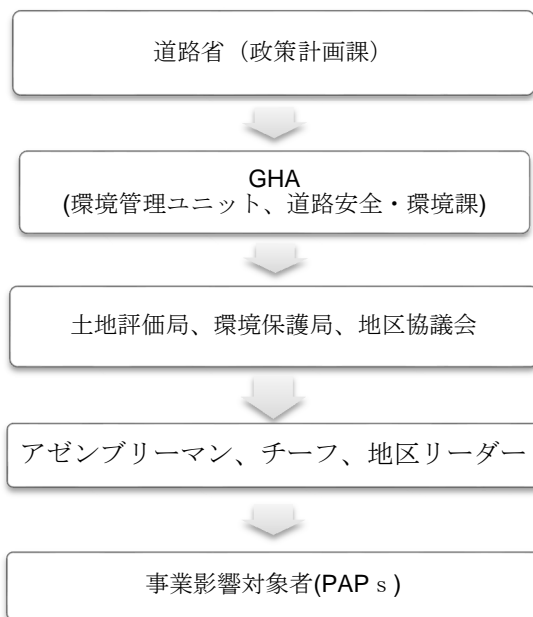 道路省（政策計画課）
GHA
(環境管理ユニット、道路安全・環境課)
土地評価局、環境保護局、地区協議会
アゼンブリーマン、チーフ、地区リーダー
事業影響対象者(PAPｓ)